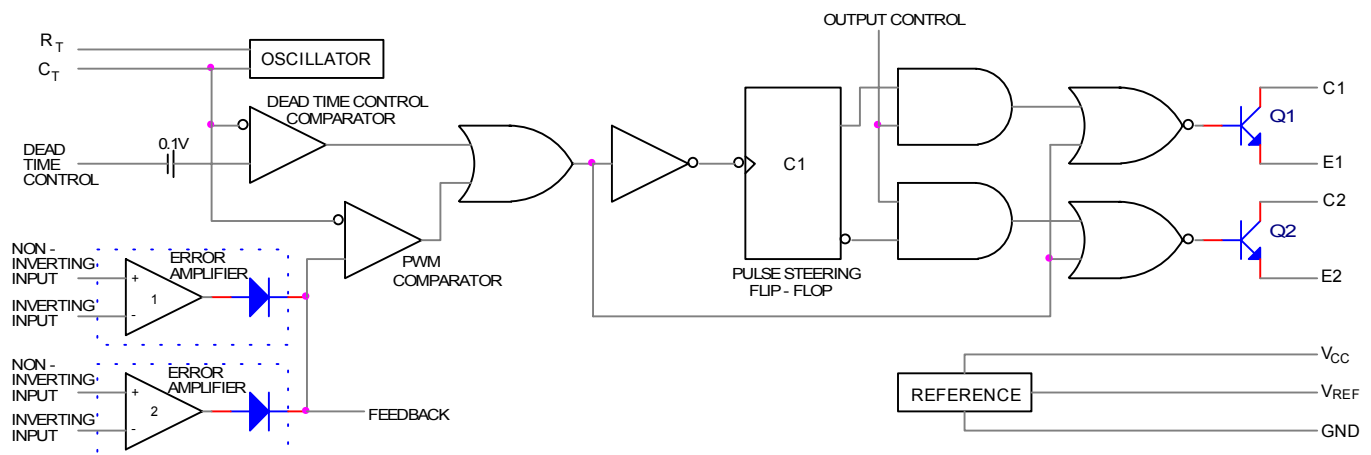 OUTPUT CONTROL
R T
OSCILLATOR
C T
DEAD TIME CONTROL
COMPARATOR
0.1V
DEAD
TIME
CONTROL
C1
Q1
C1
E1
NON -
INVERTING
INPUT
INVERTING
INPUT
ERROR
AMPLIFIER
+
1
-
PWM
COMPARATOR
PULSE STEERING
FLIP - FLOP
C2
Q2
E2
NON -
INVERTING
INPUT
INVERTING
INPUT
ERROR
AMPLIFIER
+
2
-
FEEDBACK
REFERENCE
VCC
VREF
GND